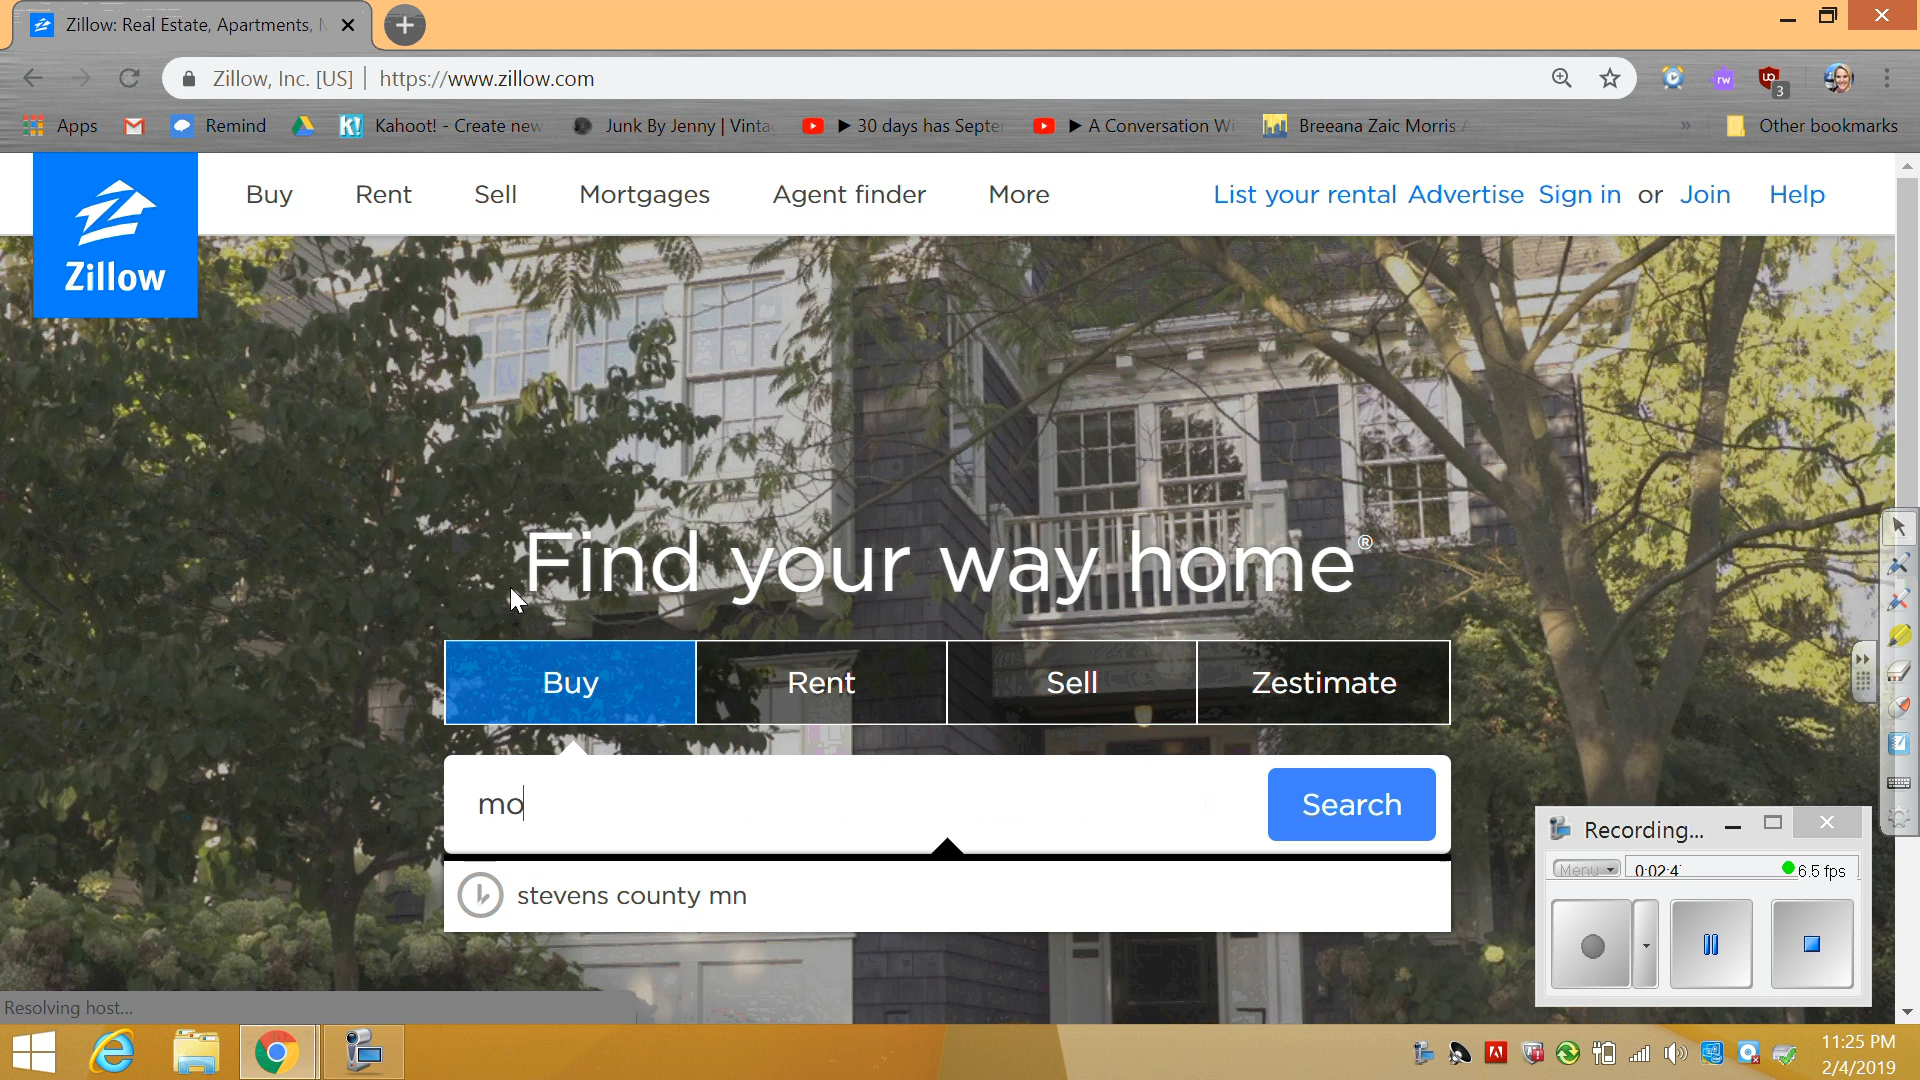 Zillow: Real Estate, Apartments, M
Zillow, Inc. [US] | https://www.zillow.com
rw
3
Apps
Remind
K!
Kahoot! - Create new
Junk By Jenny | Vinta
▶ 30 days has Septe
▶ A Conversation Wi
Breeana Zaic Morris
»
Other bookmarks
Zillow
Buy
Rent
Sell
Mortgages
Agent finder
More
List your rental
Advertise
Sign in or Join
Help
Find your way home®
Buy
Rent
Sell
Zestimate
mo
Search
stevens county mn
Recording...
Menu
0:02:4
6.5 fps
Resolving host...
11:25 PM
2/4/2019